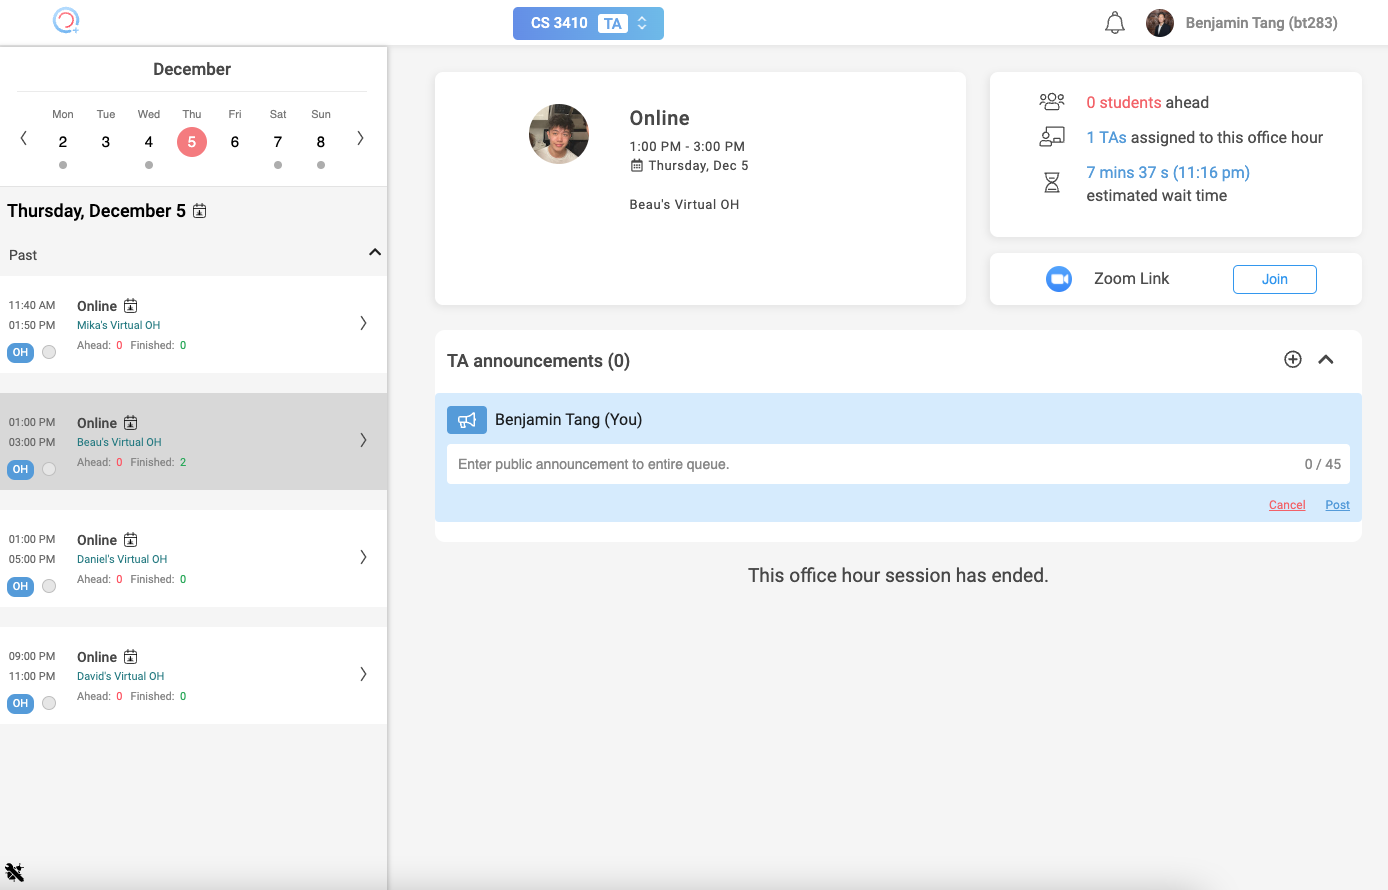 CS 3410 TA
Benjamin Tang (bt283)
December
Mon Tue Wed Thu Fri Sat Sun
2 3 4 5 6 7 8
Thursday, December 5
Past
11:40 AM Online
01:50 PM Mika's Virtual OH
OH Ahead: 0 Finished: 0
01:00 PM Online
03:00 PM Beau's Virtual OH
OH Ahead: 0 Finished: 2
01:00 PM Online
05:00 PM Daniel's Virtual OH
OH Ahead: 0 Finished: 0
09:00 PM Online
11:00 PM David's Virtual OH
OH Ahead: 0 Finished: 0
Online
1:00 PM - 3:00 PM
Thursday, Dec 5
Beau's Virtual OH
0 students ahead
1 TAs assigned to this office hour
7 mins 37 s (11:16 pm)
estimated wait time
Zoom Link Join
TA announcements (0)
Benjamin Tang (You)
Enter public announcement to entire queue. 0 / 45
Cancel Post
This office hour session has ended.